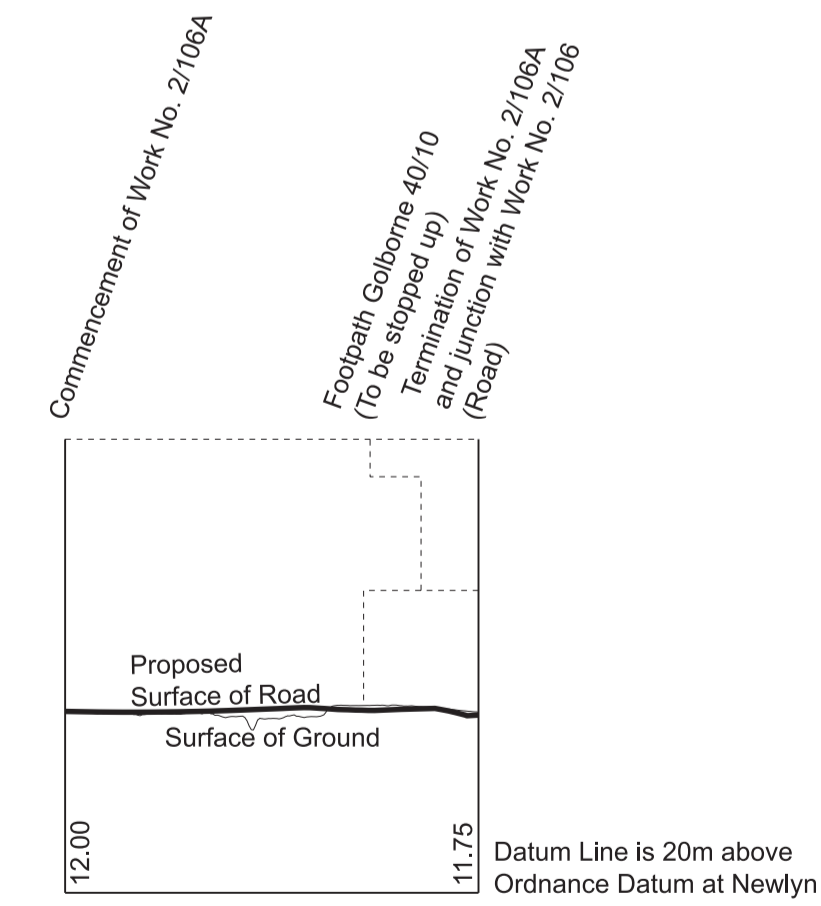 Commencement of Work No. 2/106A
Footpath Golborne 40/10
(To be stopped up)
Termination of Work No. 2/106A
and junction with Work No. 2/106
(Road)
Proposed
Surface of Road
Surface of Ground
12.00
11.75
Datum Line is 20m above
Ordnance Datum at Newlyn